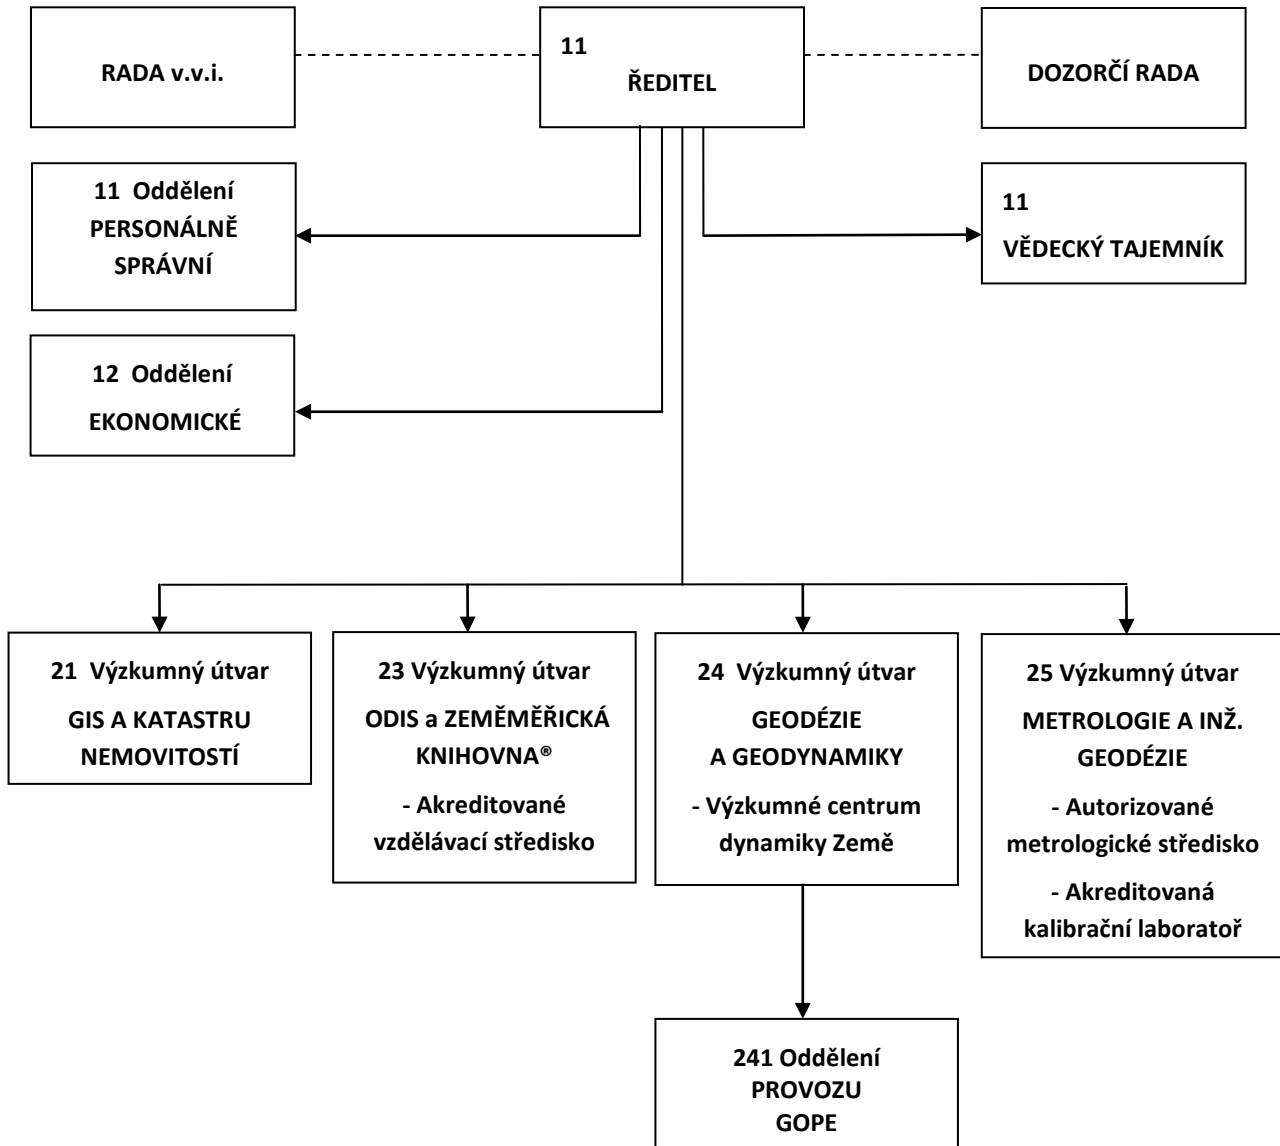 RADA v.v.i.
11
ŘEDITEL
DOZORČÍ RADA
11 Oddělení
PERSONÁLNĚ
SPRÁVNÍ
11
VĚDECKÝ TAJEMNÍK
12 Oddělení
EKONOMICKÉ
21 Výzkumný útvar
GIS A KATASTRU
NEMOVITOSTÍ
23 Výzkumný útvar
ODIS a ZEMĚMĚŘICKÁ
KNIHOVNA®
- Akreditované
vzdělávací středisko
24 Výzkumný útvar
GEODÉZIE
A GEODYNAMIKY
- Výzkumné centrum
dynamiky Země
25 Výzkumný útvar
METROLOGIE A INŽ.
GEODÉZIE
- Autorizované
metrologické středisko
- Akreditovaná
kalibrační laboratoř
241 Oddělení
PROVOZU
GOPE